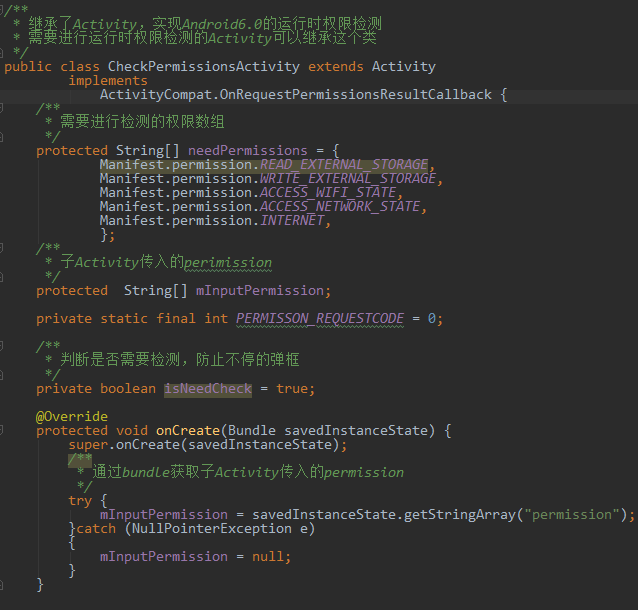 /**
 * 继承了Activity，实现Android6.0的运行时权限检测
 * 需要进行运行时权限检测的Activity可以继承这个类
 */
public class CheckPermissionsActivity extends Activity
        implements
            ActivityCompat.OnRequestPermissionsResultCallback {
    /**
     * 需要进行检测的权限数组
     */
    protected String[] needPermissions = {
            Manifest.permission.READ_EXTERNAL_STORAGE,
            Manifest.permission.WRITE_EXTERNAL_STORAGE,
            Manifest.permission.ACCESS_WIFI_STATE,
            Manifest.permission.ACCESS_NETWORK_STATE,
            Manifest.permission.INTERNET,
            };
    /**
     * 子Activity传入的perimission
     */
    protected  String[] mInputPermission;
    private static final int PERMISSON_REQUESTCODE = 0;
    /**
     * 判断是否需要检测，防止不停的弹框
     */
    private boolean isNeedCheck = true;
    @Override
    protected void onCreate(Bundle savedInstanceState) {
        super.onCreate(savedInstanceState);
        /**
         * 通过bundle获取子Activity传入的permission
         */
        try {
            mInputPermission = savedInstanceState.getStringArray("permission");
        }catch (NullPointerException e)
        {
            mInputPermission = null;
        }
    }